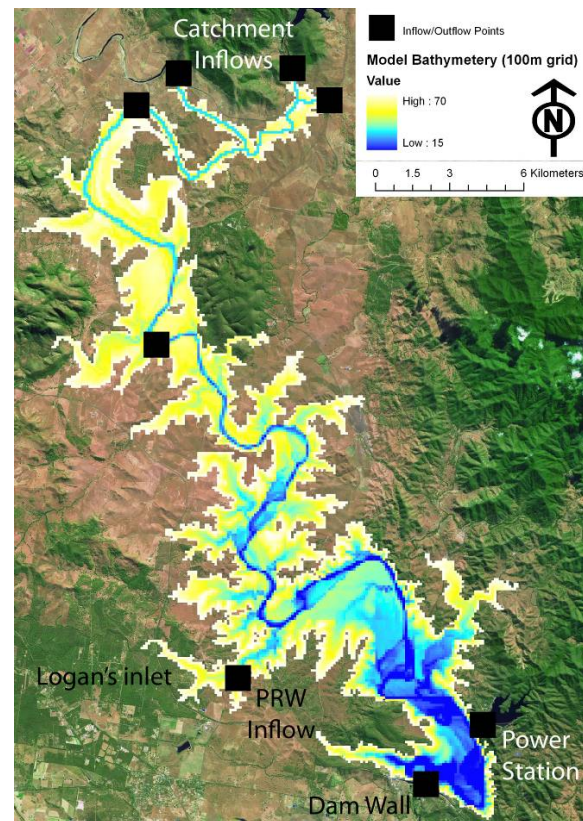 Catchment
Inflows
Inflow/Outflow Points
Model Bathymetery (100m grid)
Value
High : 70
Low : 15
N
0 1.5 3 6 Kilometers
Logan's inlet
PRW
Inflow
Power
Station
Dam Wall